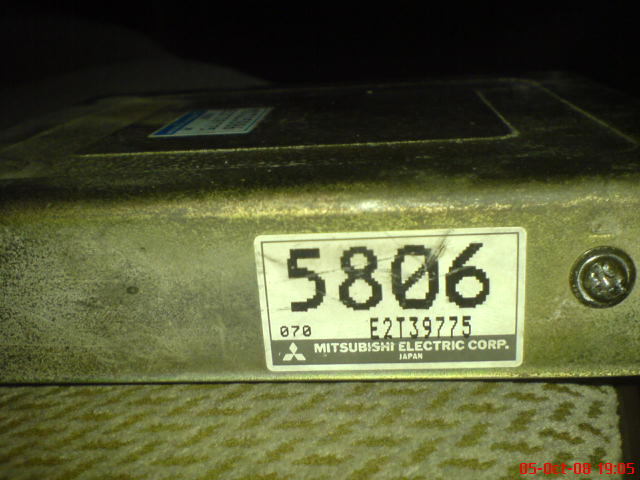 5806
070 E2T39775
MITSUBISHI ELECTRIC CORP.
JAPAN
05-Oct-08 19:05